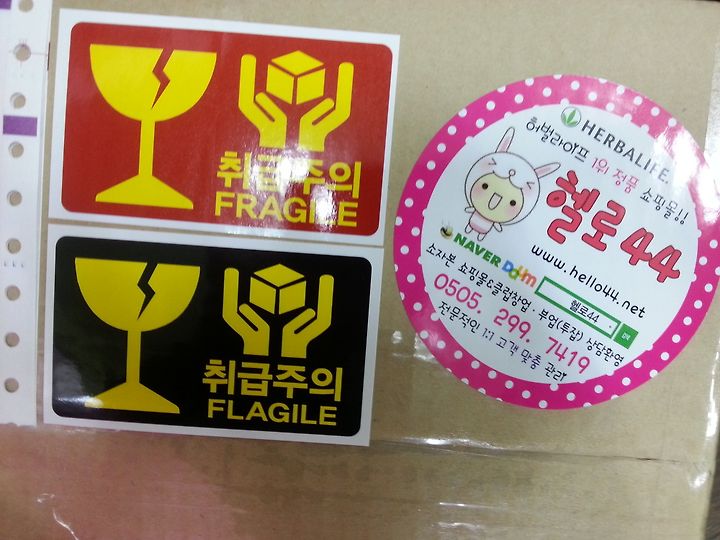 취급주의
FRAGILE
취급주의
FLAGILE
HERBALIFE.
허벌라이프 1위 정품 쇼핑몰!!
헬로44
www.hello44.net
NAVER Daum
헬로44
검색
소자본 쇼핑몰&클럽창업 · 부업(투잡) 상담환영
0505. 299. 7419
전문적인 1:1 고객 맞춤 관리